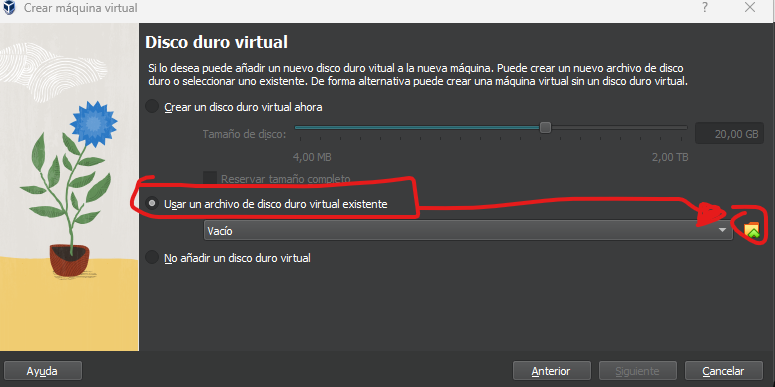 Crear máquina virtual
?
Disco duro virtual
Si lo desea puede añadir un nuevo disco duro vitual a la nueva máquina. Puede crear un nuevo archivo de disco
duro o seleccionar uno existente. De forma alternativa puede crear una máquina virtual sin un disco duro virtual.
Crear un disco duro virtual ahora
Tamaño de disco:
20,00 GB
4,00 MB
2,00 TB
Reservar tamaño completo
Usar un archivo de disco duro virtual existente
Vacío
No añadir un disco duro virtual
Ayuda
Anterior
Siguiente
Cancelar